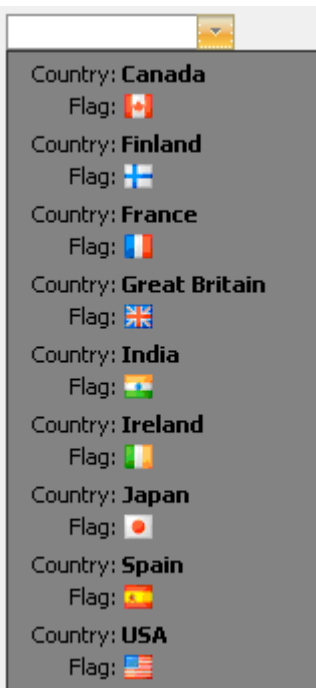 Country: Canada
Flag:
Country: Finland
Flag:
Country: France
Flag:
Country: Great Britain
Flag:
Country: India
Flag:
Country: Ireland
Flag:
Country: Japan
Flag:
Country: Spain
Flag:
Country: USA
Flag: